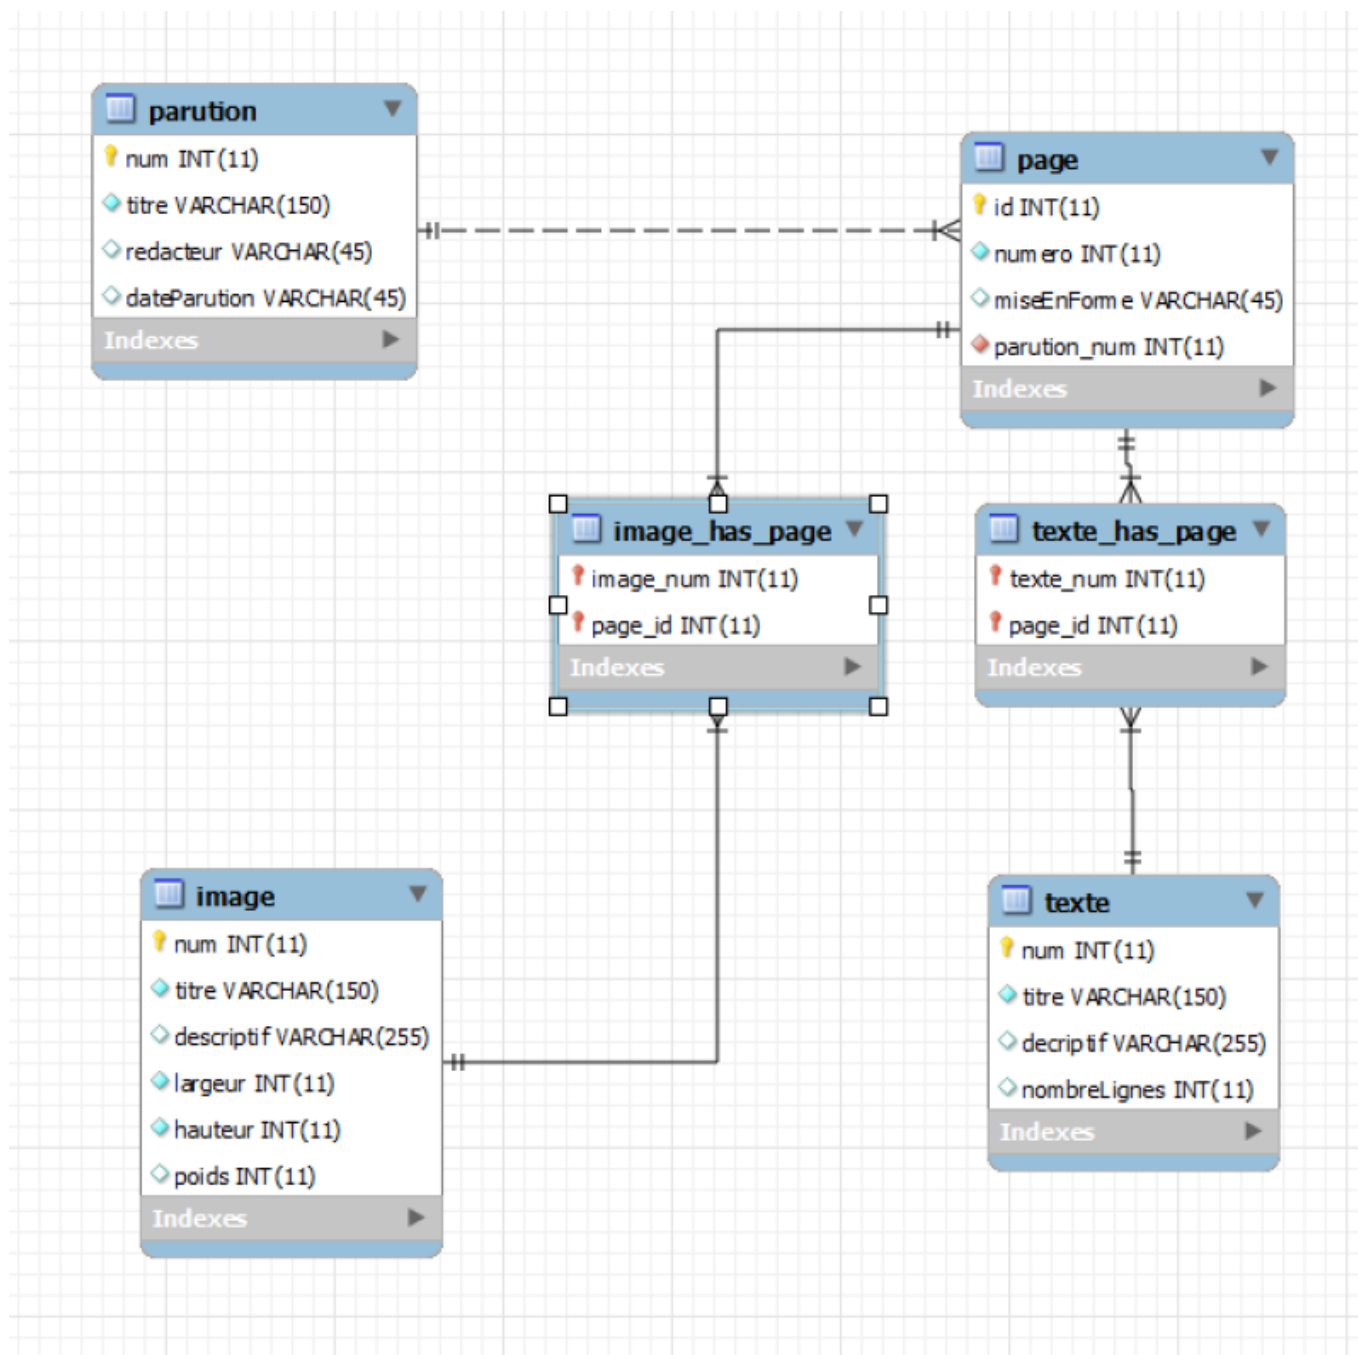 parution
num INT(11)
titre VARCHAR(150)
redacteur VARCHAR(45)
dateParution VARCHAR(45)
Indexes
page
id INT(11)
numero INT(11)
miseEnForme VARCHAR(45)
parution_num INT(11)
Indexes
image_has_page
image_num INT(11)
page_id INT(11)
Indexes
texte_has_page
texte_num INT(11)
page_id INT(11)
Indexes
image
num INT(11)
titre VARCHAR(150)
descriptif VARCHAR(255)
largeur INT(11)
hauteur INT(11)
poids INT(11)
Indexes
texte
num INT(11)
titre VARCHAR(150)
decriptif VARCHAR(255)
nombreLignes INT(11)
Indexes